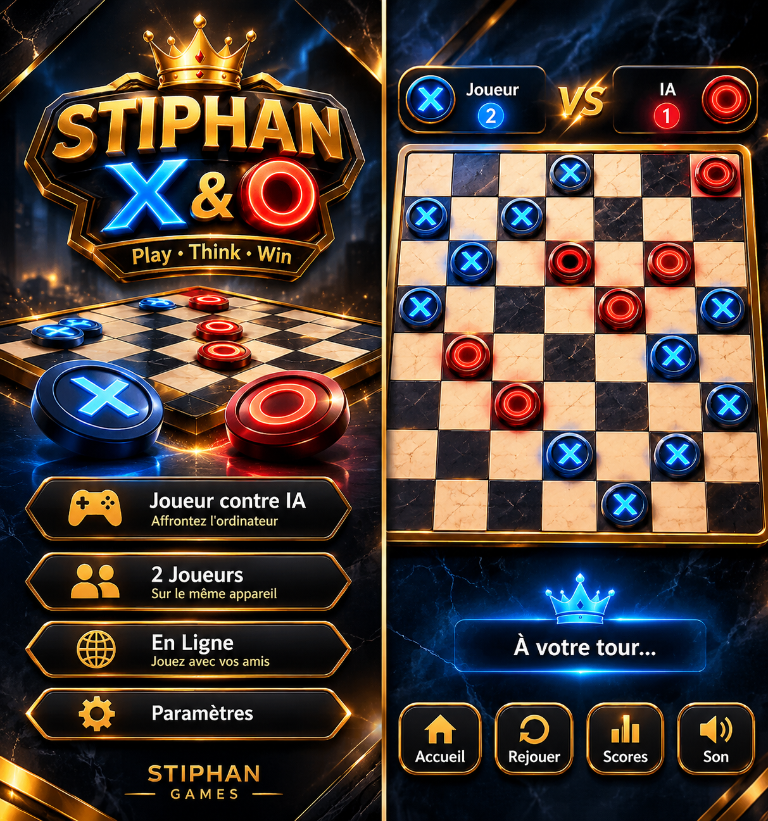 STIPHAN
X & O
Play • Think • Win
Joueur contre IA
Affrontez l'ordinateur
2 Joueurs
Sur le même appareil
En Ligne
Jouez avec vos amis
Paramètres
STIPHAN
GAMES
Joueur
2
VS
IA
1
À votre tour...
Accueil
Rejouer
Scores
Son